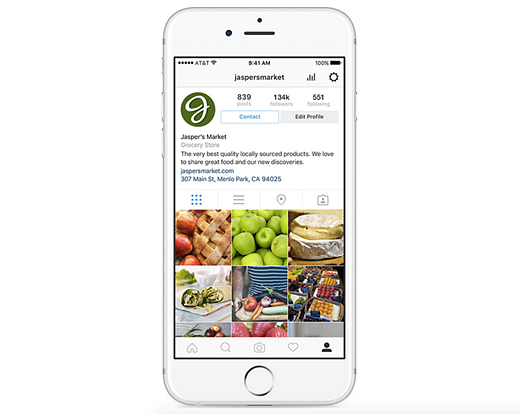 AT&T 9:41 AM 100%
jaspersmarket
839 134k 551
posts followers following
Contact Edit Profile
Jasper's Market
Grocery Store
The very best quality locally sourced products. We love
to share great food and our new discoveries.
jaspersmarket.com
307 Main St, Menlo Park, CA 94025